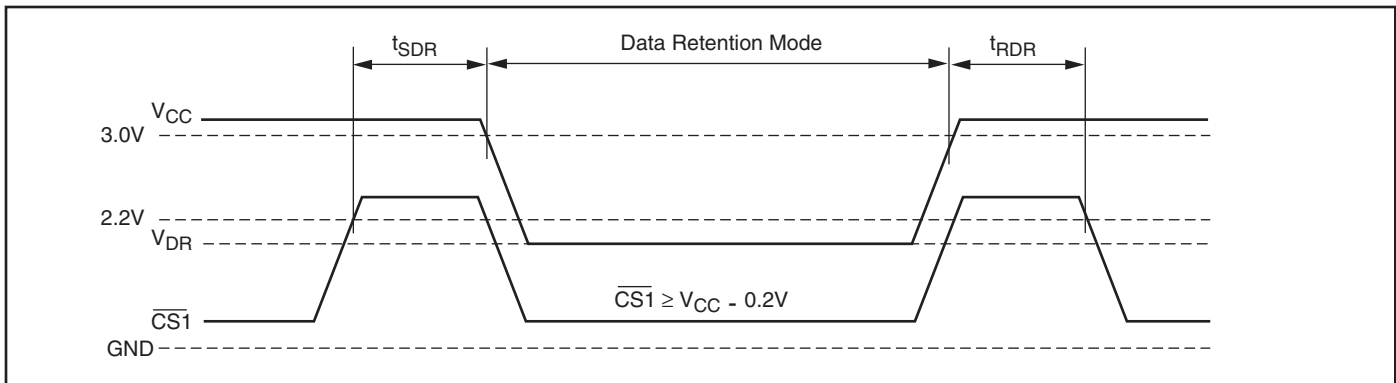 tSDR Data Retention Mode tRDR
VCC
3.0V
2.2V
VDR
CS1 ≥ VCC - 0.2V
CS1
GND